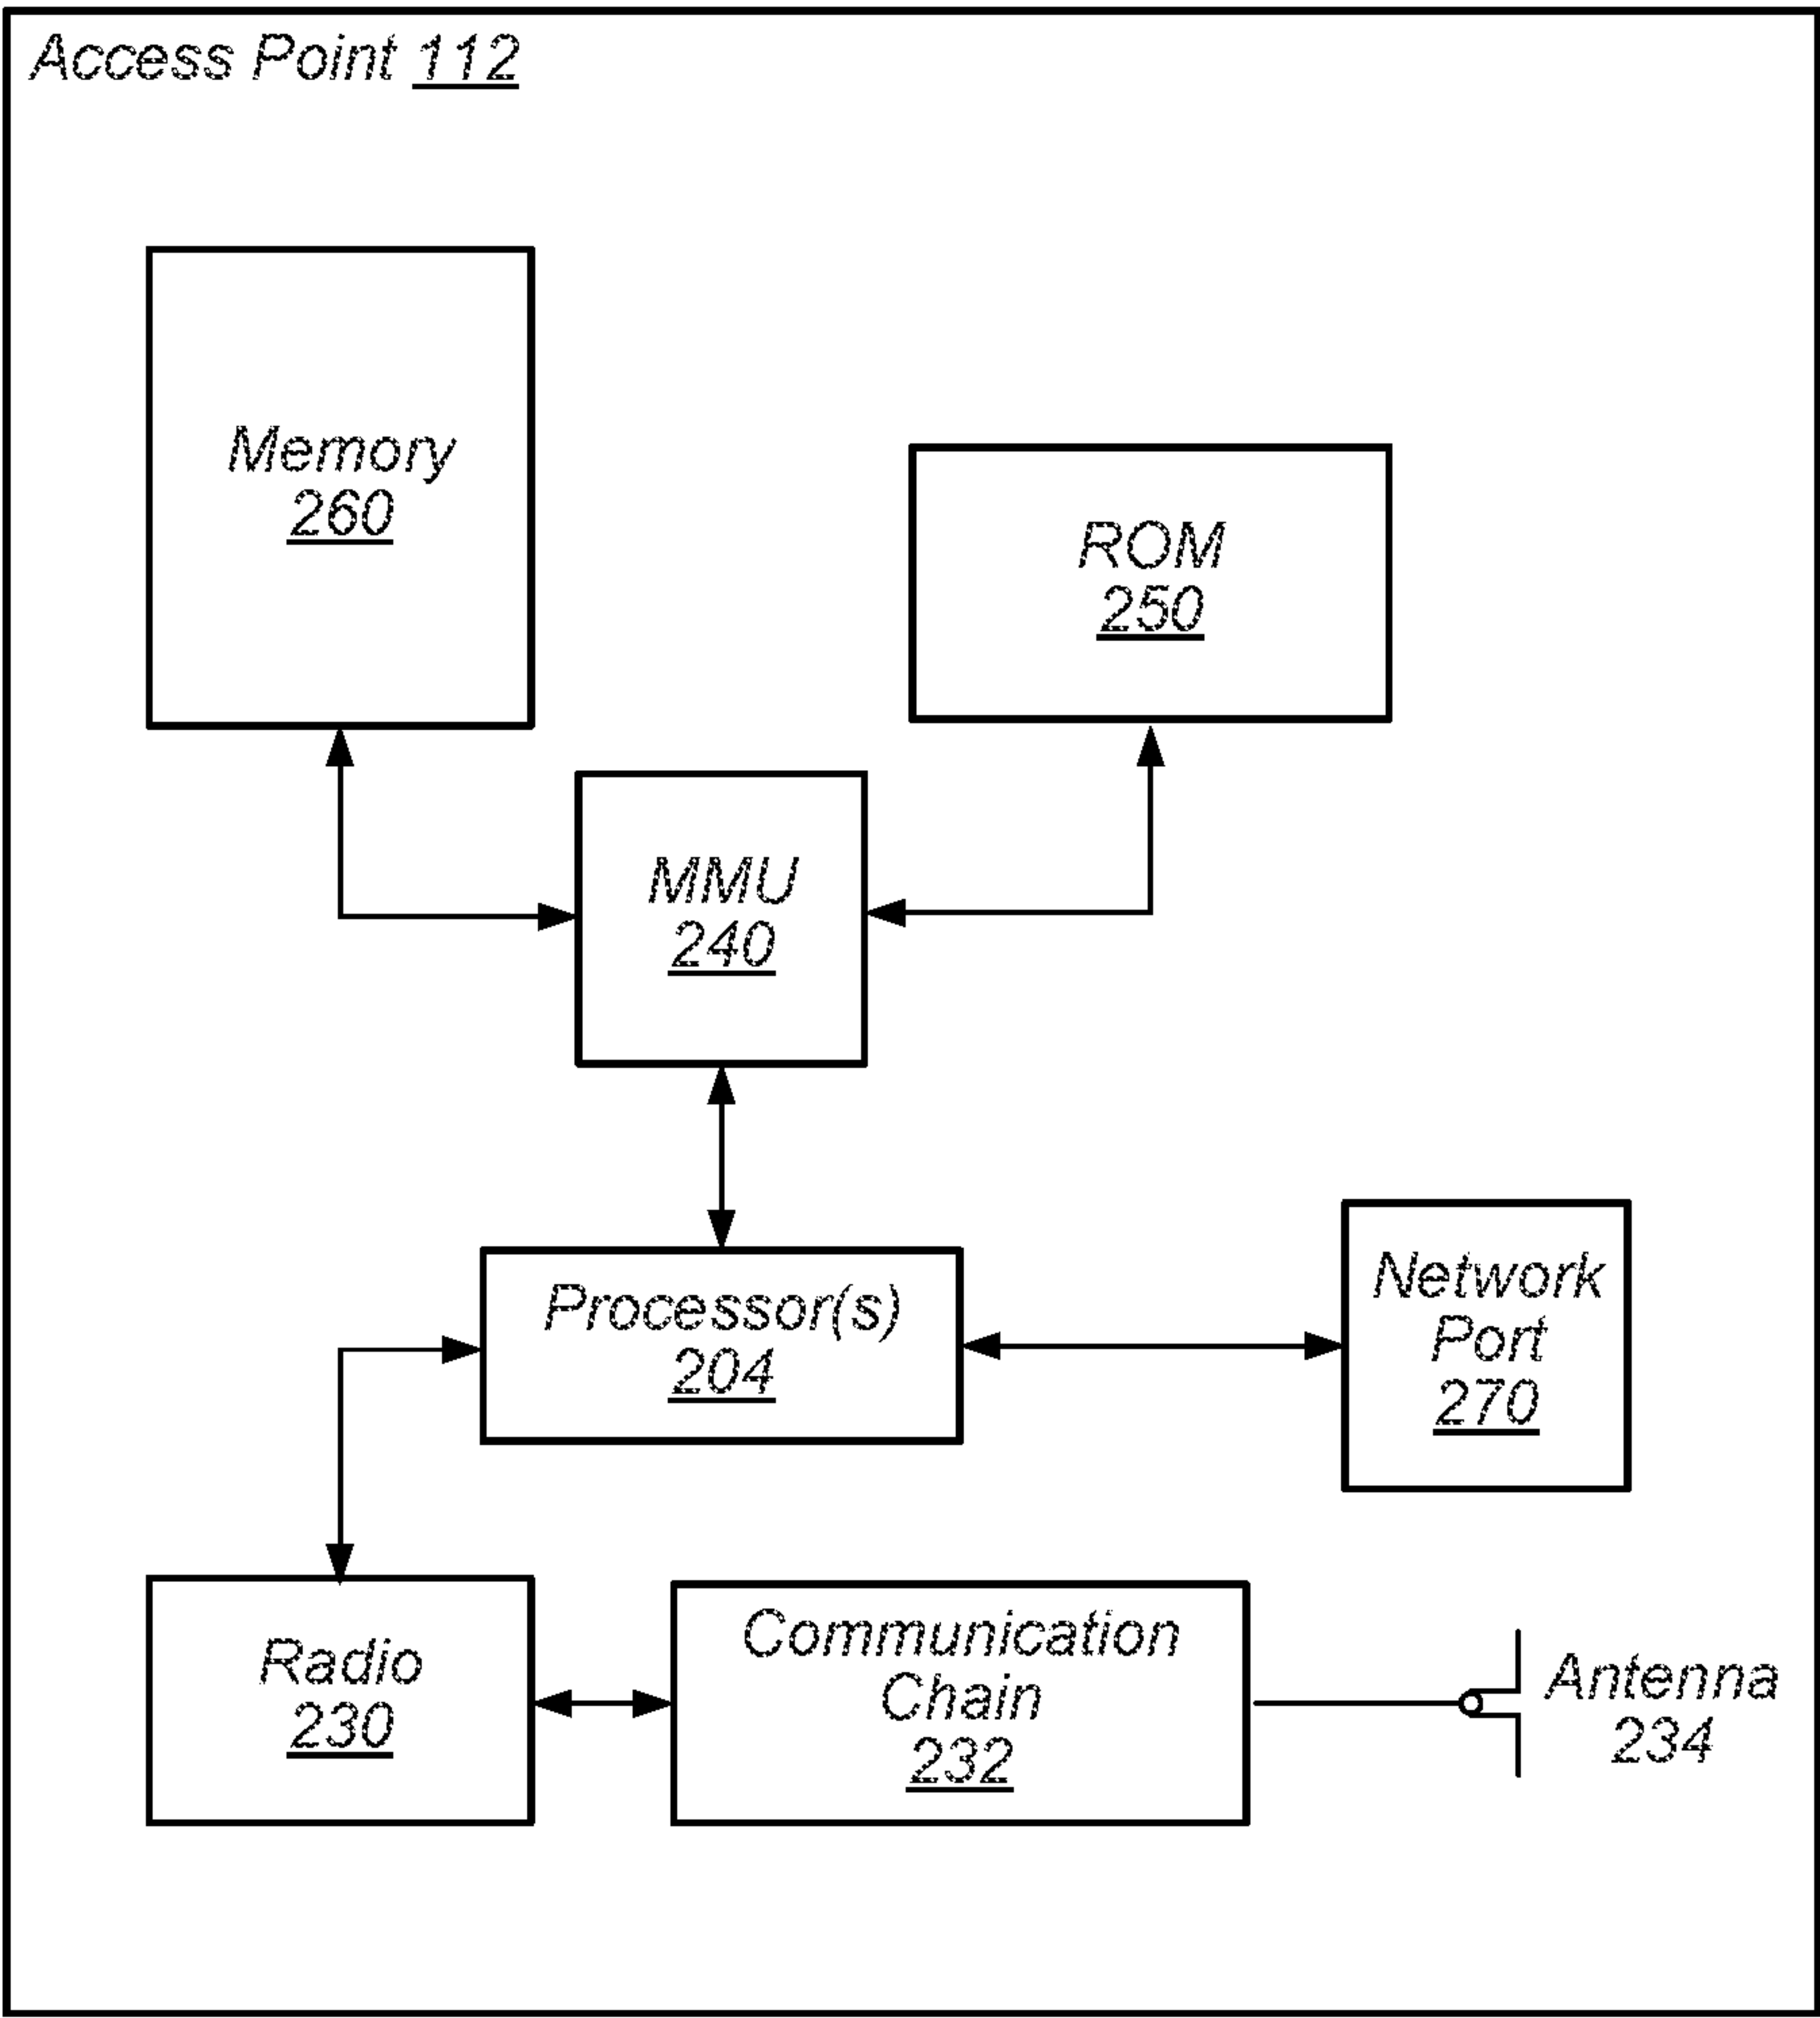 Access Point 112
Memory
260
ROM
250
MMU
240
Processor(s)
204
Network
Port
270
Radio
230
Communication
Chain
232
Antenna
234